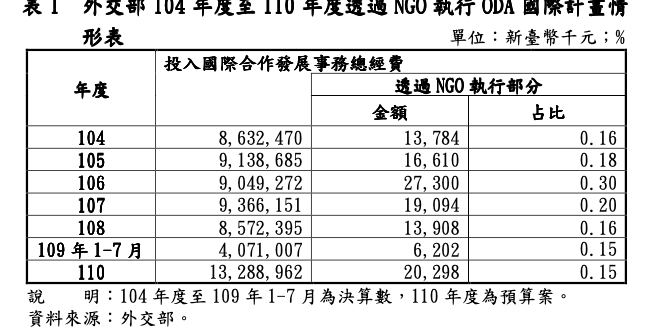 表 1 外交部 104 年度至 110 年度透過 NGO 執行 ODA 國際計畫情
形表
單位：新臺幣千元；%
年度 投入國際合作發展事務總經費
透過 NGO 執行部分
金額 占比
104 8,632,470 13,784 0.16
105 9,138,685 16,610 0.18
106 9,049,272 27,300 0.30
107 9,366,151 19,094 0.20
108 8,572,395 13,908 0.16
109 年 1-7 月 4,071,007 6,202 0.15
110 13,288,962 20,298 0.15
說 明：104 年度至 109 年 1-7 月為決算數，110 年度為預算案。
資料來源：外交部。